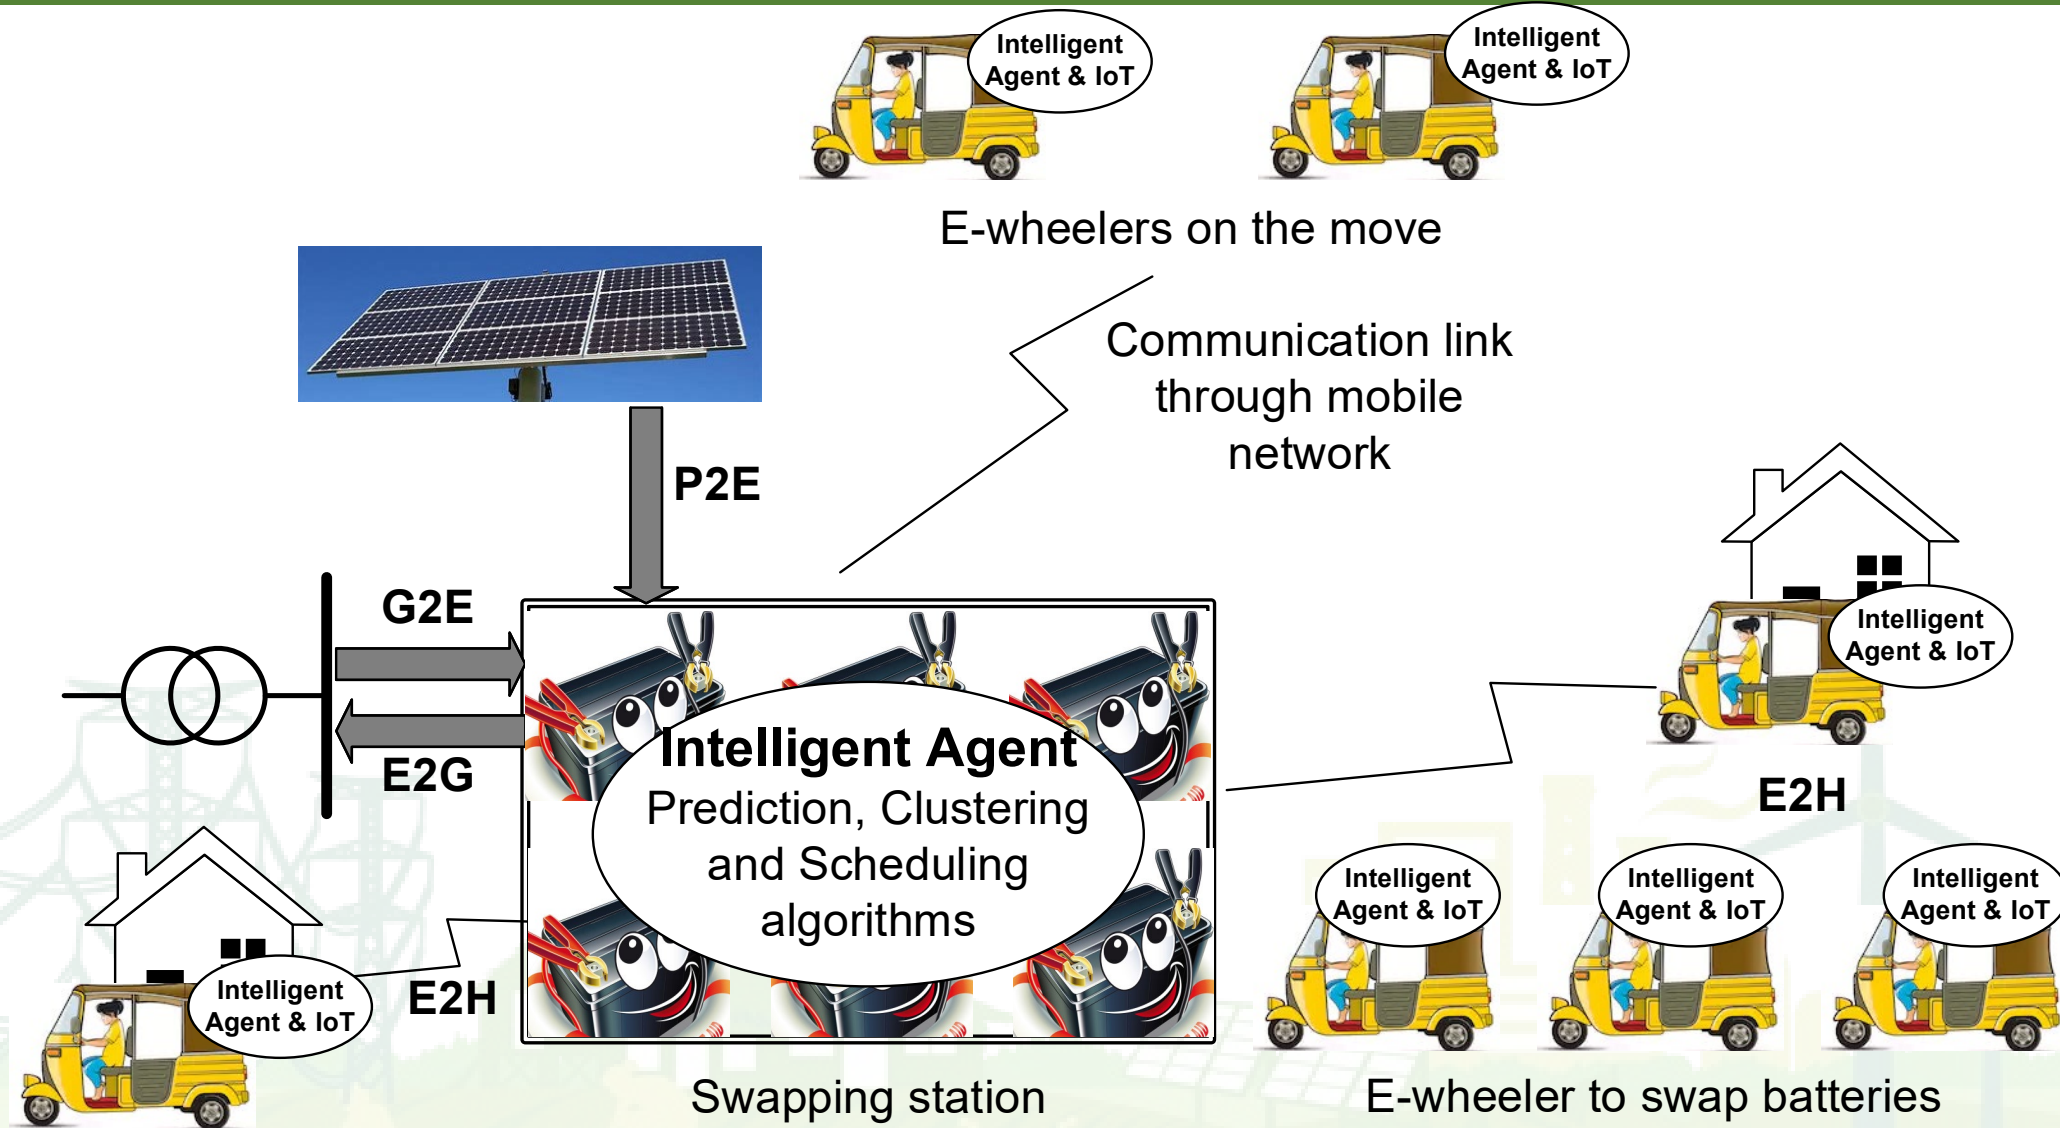 Intelligent
Agent & IoT
Intelligent
Agent & IoT
E-wheelers on the move
Communication link
through mobile
network
P2E
G2E
E2G
Intelligent Agent
Prediction, Clustering
and Scheduling
algorithms
Intelligent
Agent & IoT
E2H
Intelligent
Agent & IoT
Intelligent
Agent & IoT
Intelligent
Agent & IoT
Intelligent
Agent & IoT
E2H
Swapping station
E-wheeler to swap batteries